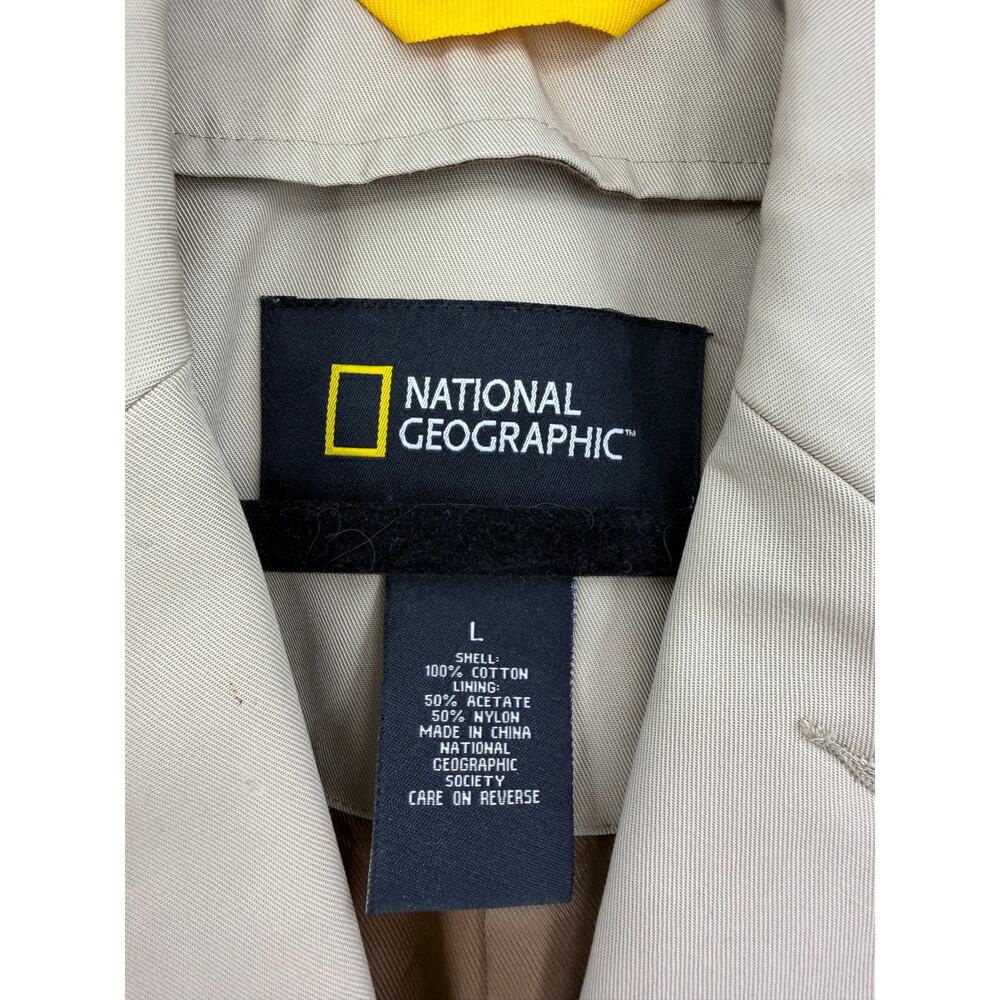 NATIONAL
GEOGRAPHIC™
L
SHELL:
100% COTTON
LINING:
50% ACETATE
50% NYLON
MADE IN CHINA
NATIONAL
GEOGRAPHIC
SOCIETY
CARE ON REVERSE